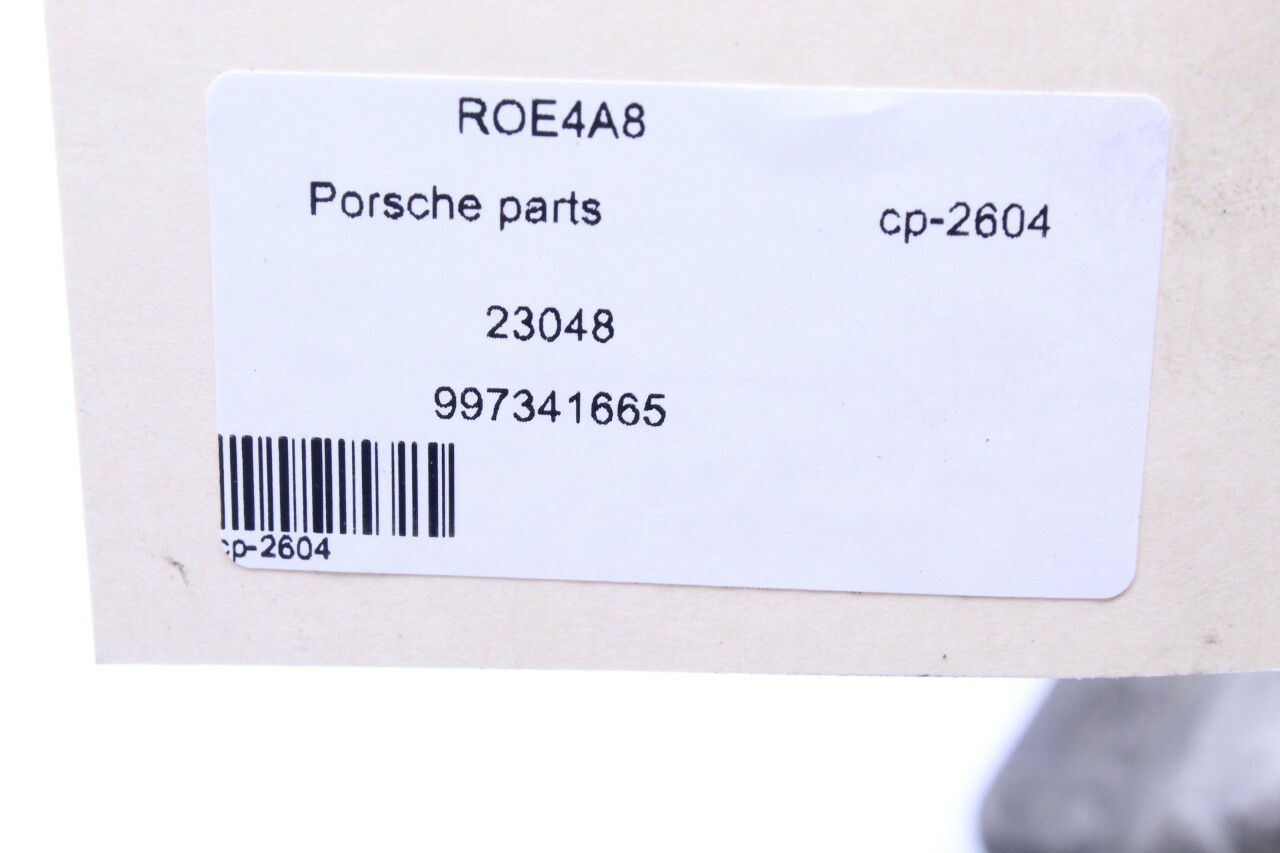 ROE4A8
Porsche parts cp-2604
23048
997341665
cp-2604